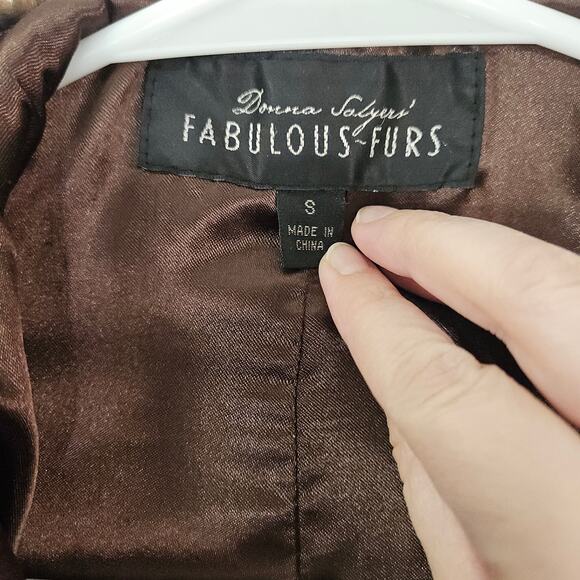 Donna Salyers'
FABULOUS-FURS
S
MADE IN
CHINA